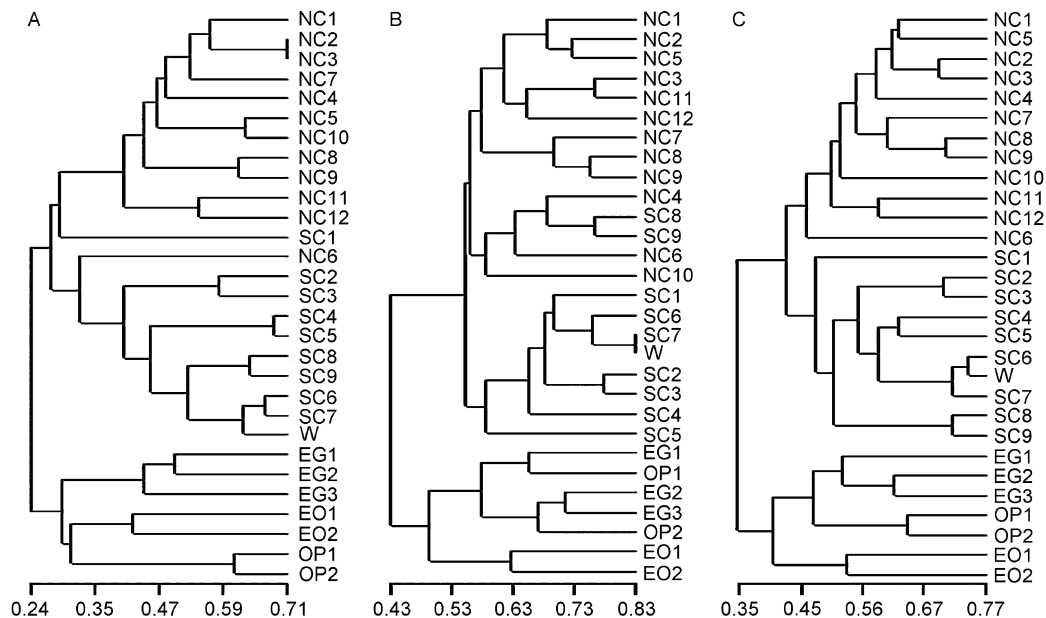 A
NC1
NC2
NC3
NC7
NC4
NC5
NC10
NC8
NC9
NC11
NC12
SC1
NC6
SC2
SC3
SC4
SC5
SC8
SC9
SC6
SC7
W
EG1
EG2
EG3
EO1
EO2
OP1
OP2
0.24 0.35 0.47 0.59 0.71
B
NC1
NC2
NC5
NC3
NC11
NC12
NC7
NC8
NC9
NC4
SC8
SC9
NC6
NC10
SC1
SC6
SC7
W
SC2
SC3
SC4
SC5
EG1
OP1
EG2
EG3
OP2
EO1
EO2
0.43 0.53 0.63 0.73 0.83
C
NC1
NC5
NC2
NC3
NC4
NC7
NC8
NC9
NC10
NC11
NC12
NC6
SC1
SC2
SC3
SC4
SC5
SC6
W
SC7
SC8
SC9
EG1
EG2
EG3
OP1
OP2
EO1
EO2
0.35 0.45 0.56 0.67 0.77